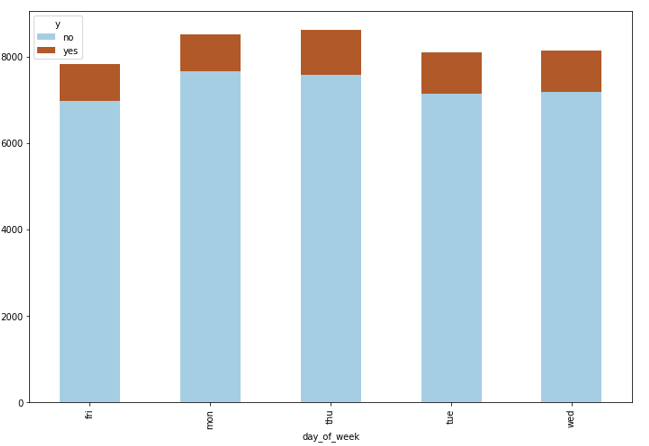 y
no
yes
8000
6000
4000
2000
0
fri
mon
thu
tue
wed
day_of_week